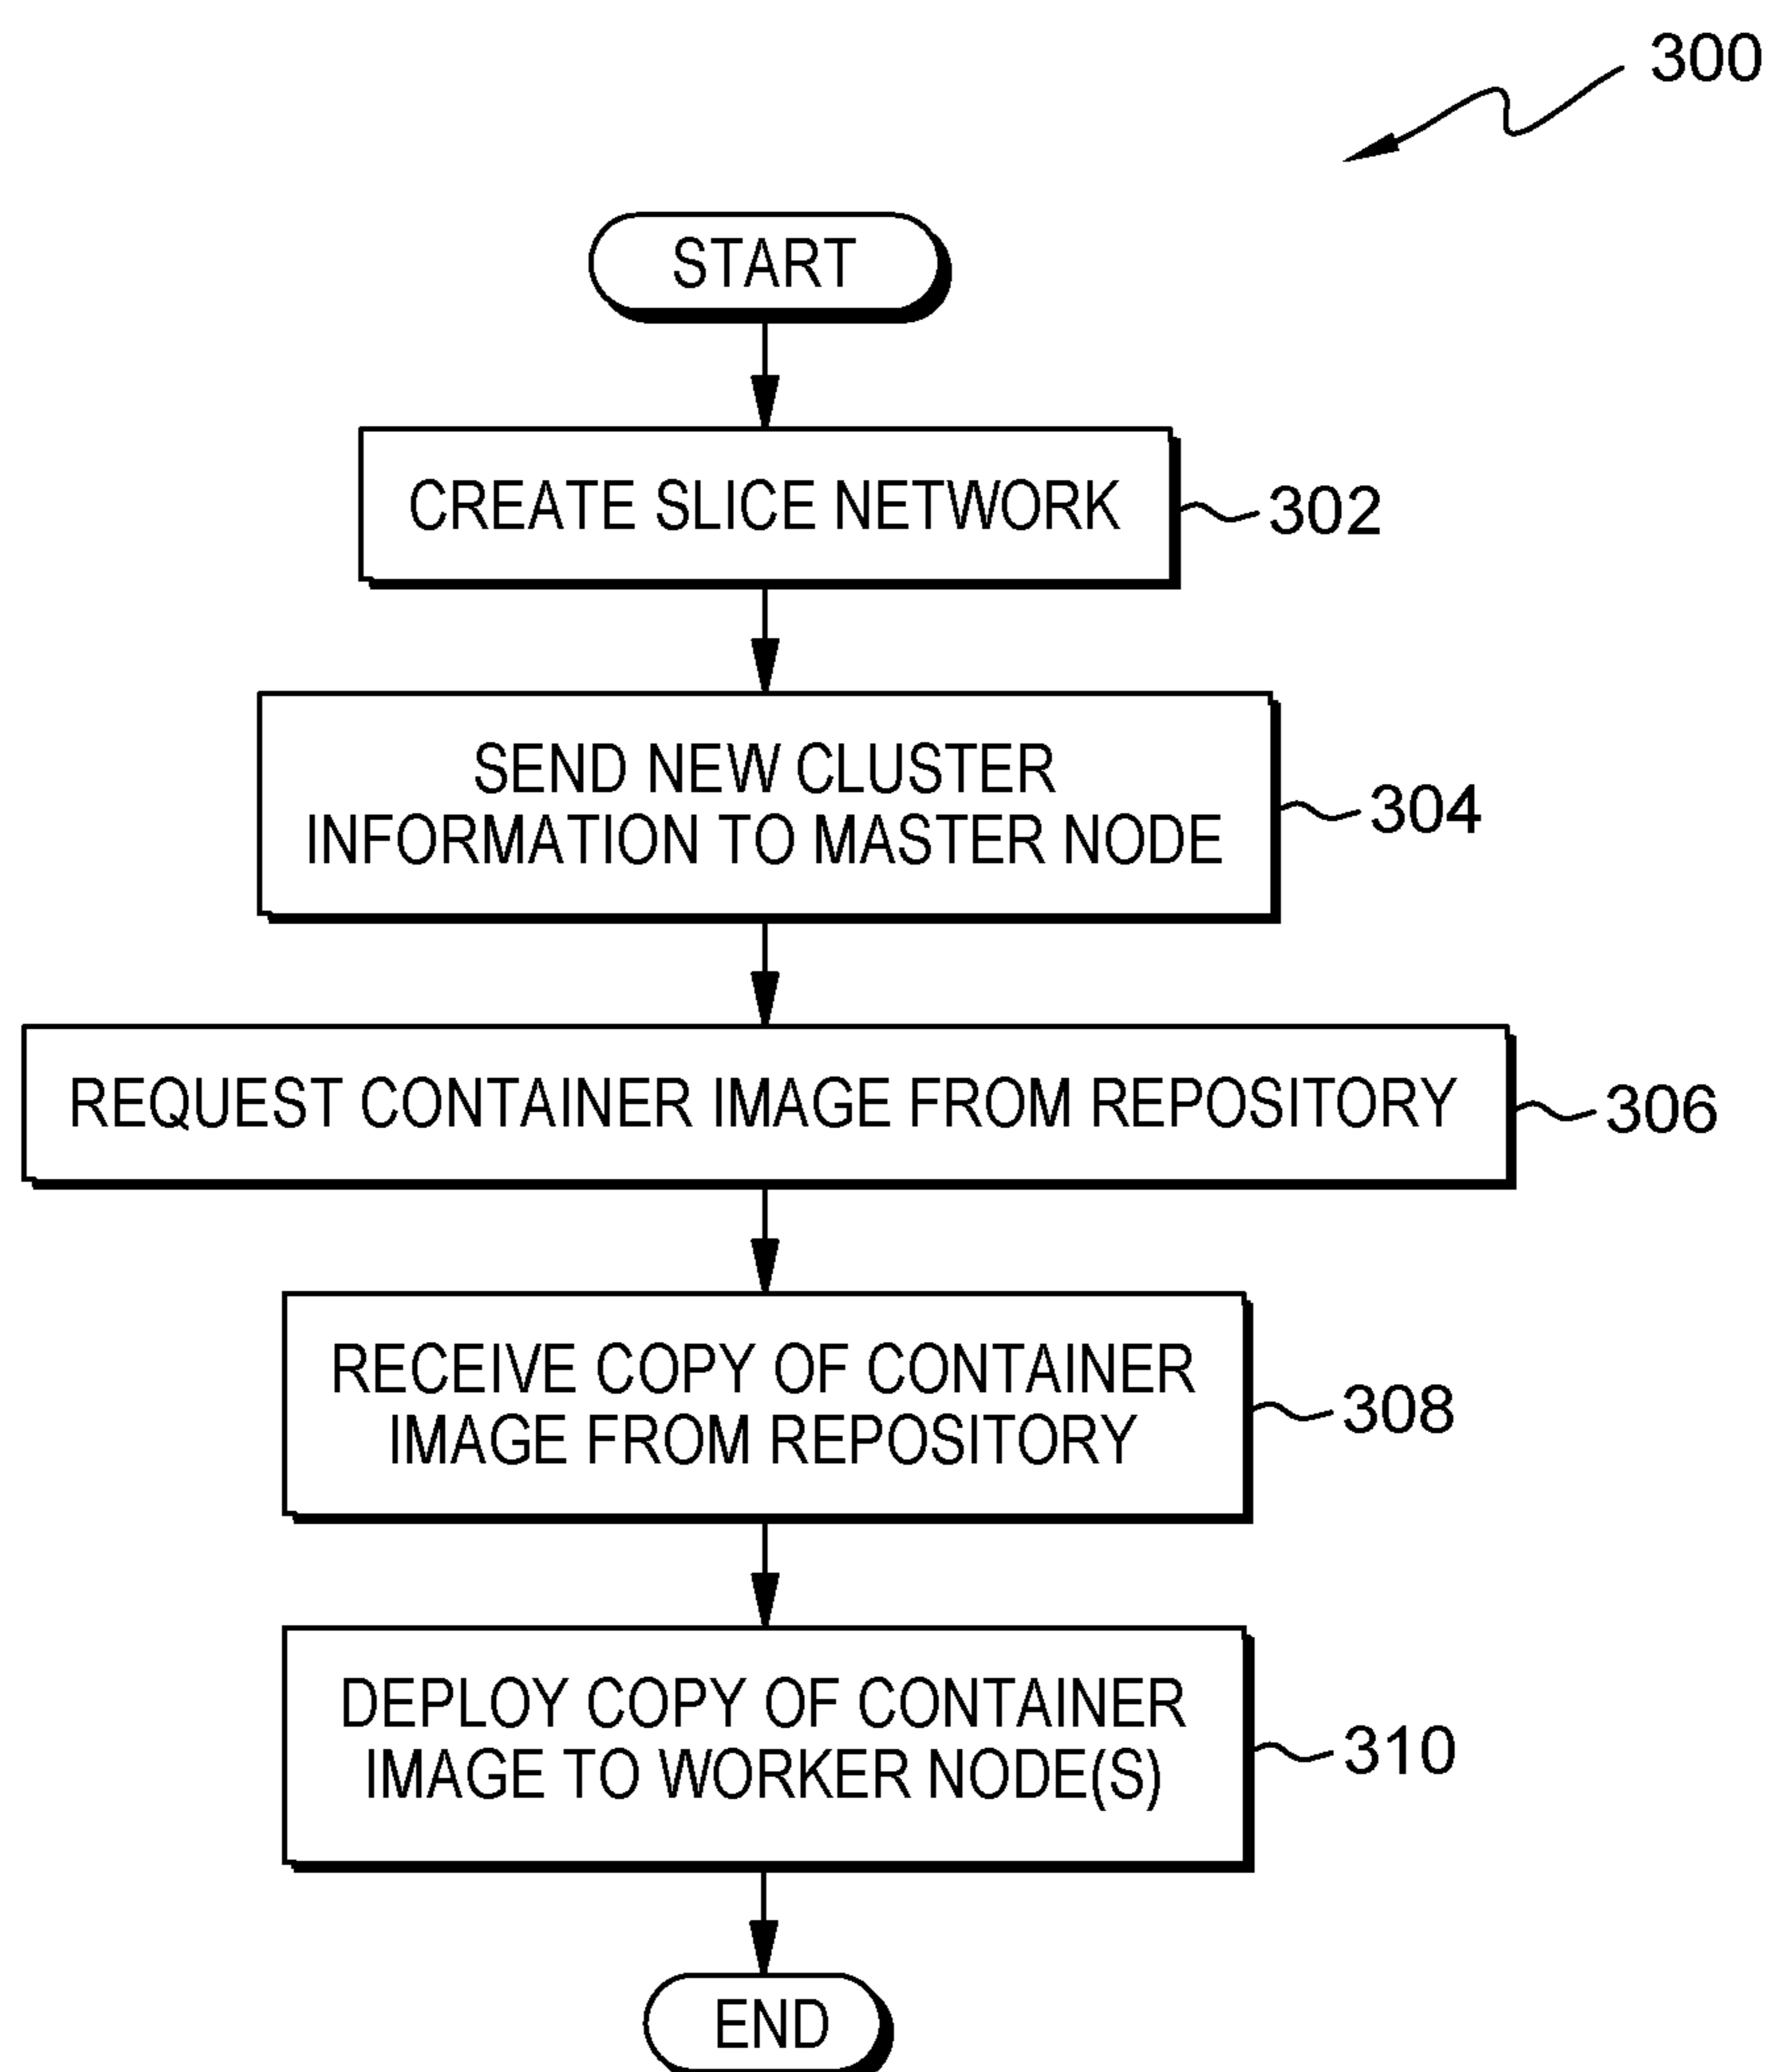 300
START
CREATE SLICE NETWORK
302
SEND NEW CLUSTER
INFORMATION TO MASTER NODE
304
REQUEST CONTAINER IMAGE FROM REPOSITORY
306
RECEIVE COPY OF CONTAINER
IMAGE FROM REPOSITORY
308
DEPLOY COPY OF CONTAINER
IMAGE TO WORKER NODE(S)
310
END